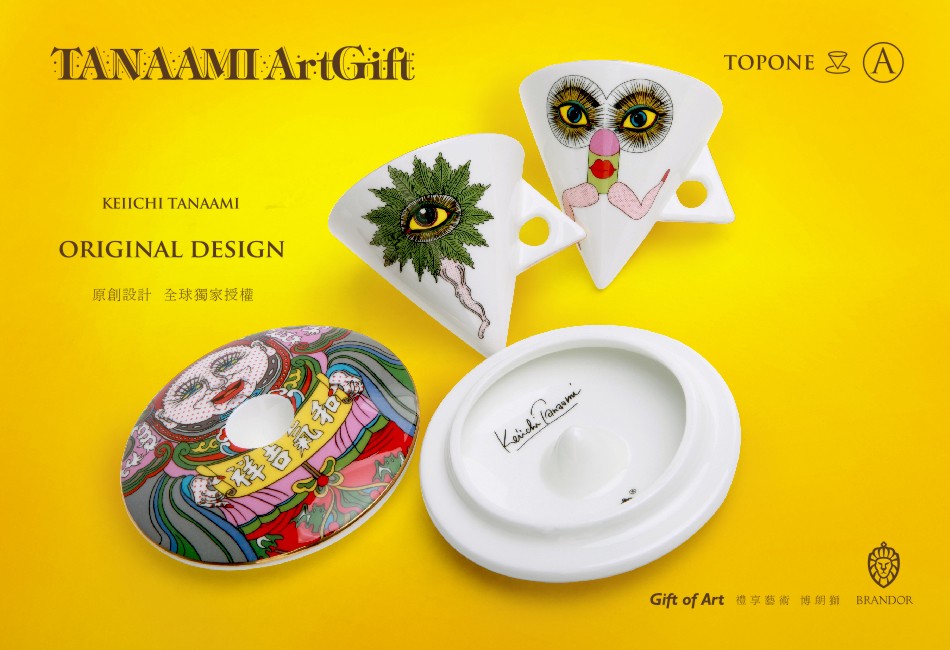 TANAAMI ArtGift
TOPONE A
KEIICHI TANAAMI
ORIGINAL DESIGN
原創設計 全球獨家授權
祥吉氣和
Keiichi Tanaami
Gift of Art 禮享藝術 博朗獅 BRANDOR